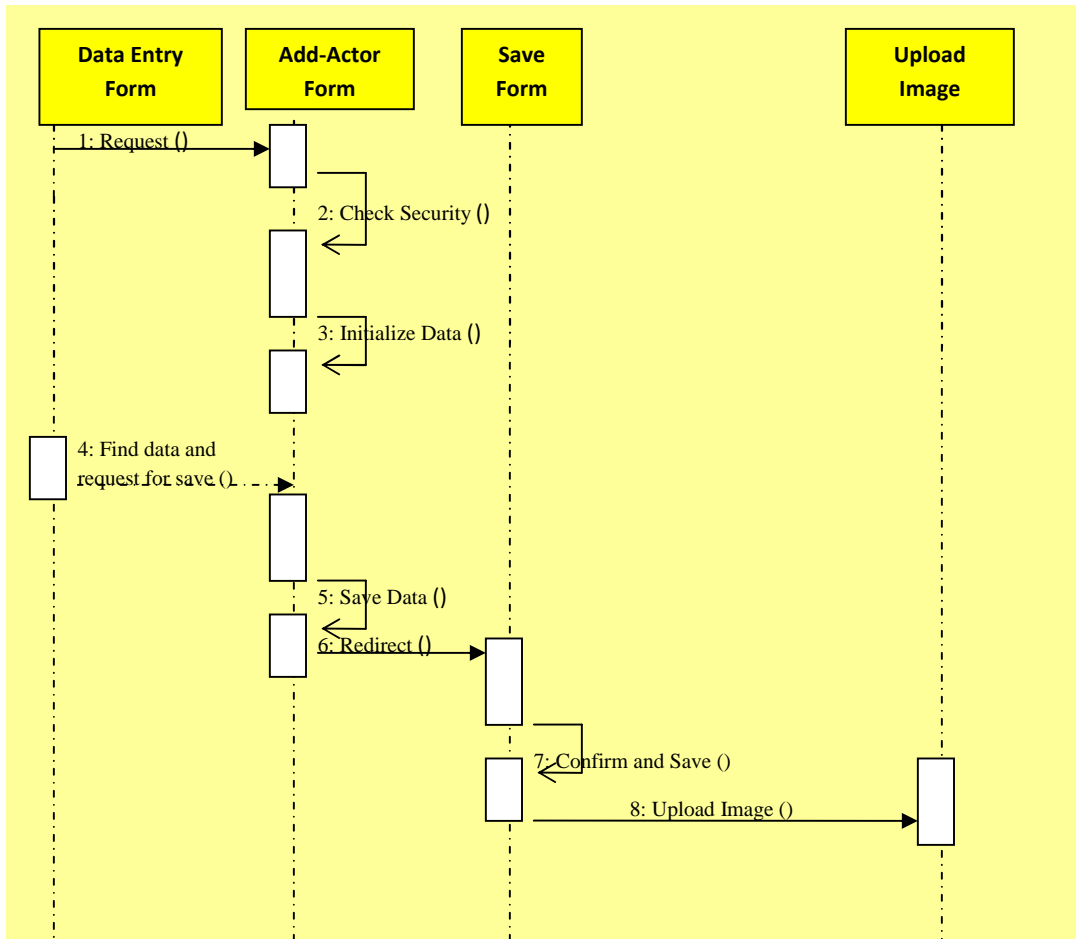 Data Entry
Form
Add-Actor
Form
Save
Form
Upload
Image
1: Request ()
2: Check Security ()
3: Initialize Data ()
4: Find data and
request for save ()
5: Save Data ()
6: Redirect ()
7: Confirm and Save ()
8: Upload Image ()